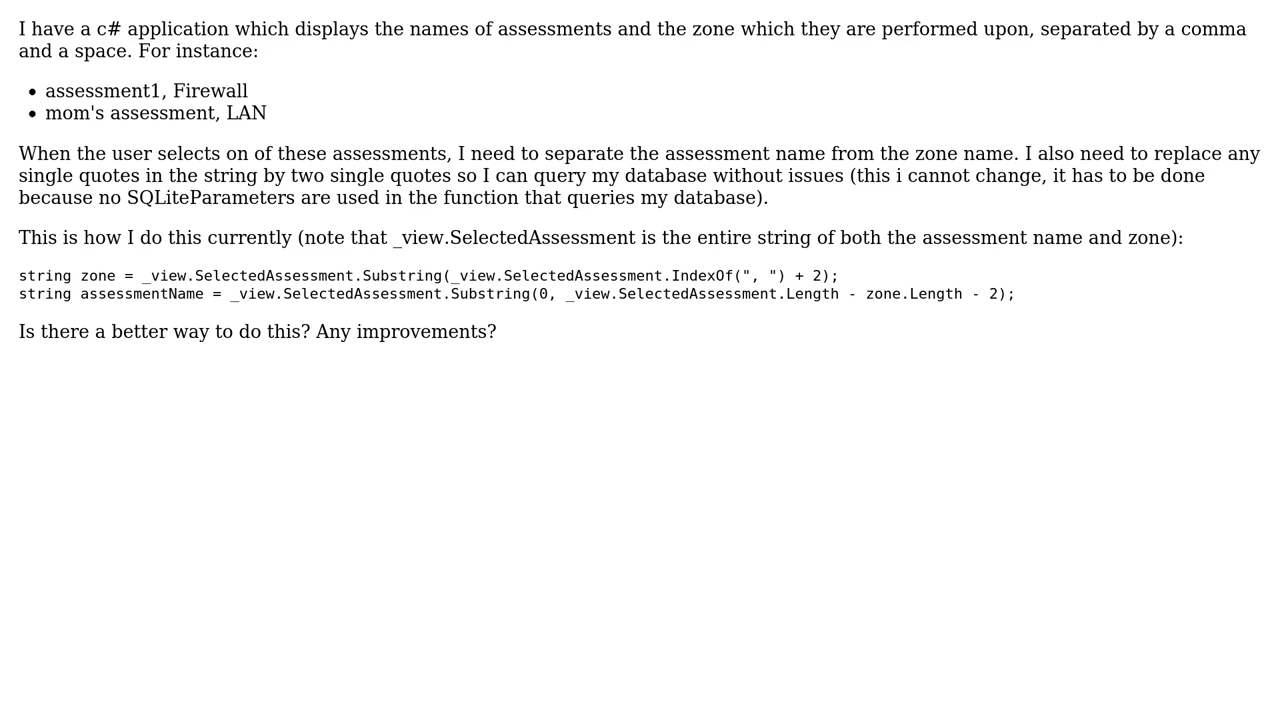 I have a c# application which displays the names of assessments and the zone which they are performed upon, separated by a comma
and a space. For instance:
• assessment1, Firewall
• mom's assessment, LAN
When the user selects on of these assessments, I need to separate the assessment name from the zone name. I also need to replace any
single quotes in the string by two single quotes so I can query my database without issues (this i cannot change, it has to be done
because no SQLiteParameters are used in the function that queries my database).
This is how I do this currently (note that _view.SelectedAssessment is the entire string of both the assessment name and zone):
string zone = _view.SelectedAssessment.Substring(_view.SelectedAssessment.IndexOf(", ") + 2);
string assessmentName = _view.SelectedAssessment.Substring(0, _view.SelectedAssessment.Length - zone.Length - 2);
Is there a better way to do this? Any improvements?